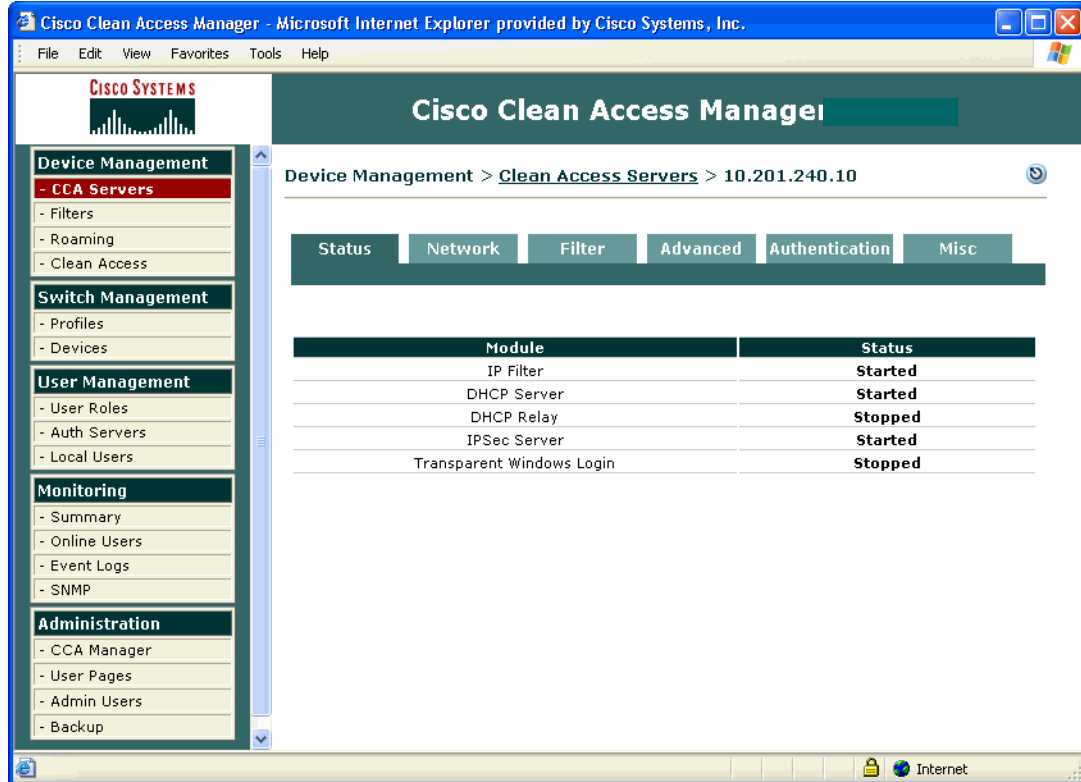 Cisco Clean Access Manager - Microsoft Internet Explorer provided by Cisco Systems, Inc.
File Edit View Favorites Tools Help
CISCO SYSTEMS
Cisco Clean Access Manager
Device Management
- CCA Servers
- Filters
- Roaming
- Clean Access
Switch Management
- Profiles
- Devices
User Management
- User Roles
- Auth Servers
- Local Users
Monitoring
- Summary
- Online Users
- Event Logs
- SNMP
Administration
- CCA Manager
- User Pages
- Admin Users
- Backup
Device Management > Clean Access Servers > 10.201.240.10
Status Network Filter Advanced Authentication Misc
Module Status
IP Filter Started
DHCP Server Started
DHCP Relay Stopped
IPSec Server Started
Transparent Windows Login Stopped
Internet